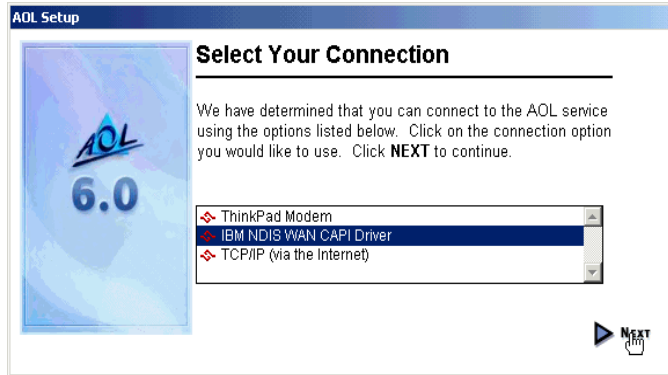 AOL Setup
Select Your Connection
We have determined that you can connect to the AOL service
using the options listed below. Click on the connection option
you would like to use. Click NEXT to continue.
AOL
6.0
ThinkPad Modem
IBM NDIS WAN CAPI Driver
TCP/IP (via the Internet)
NEXT